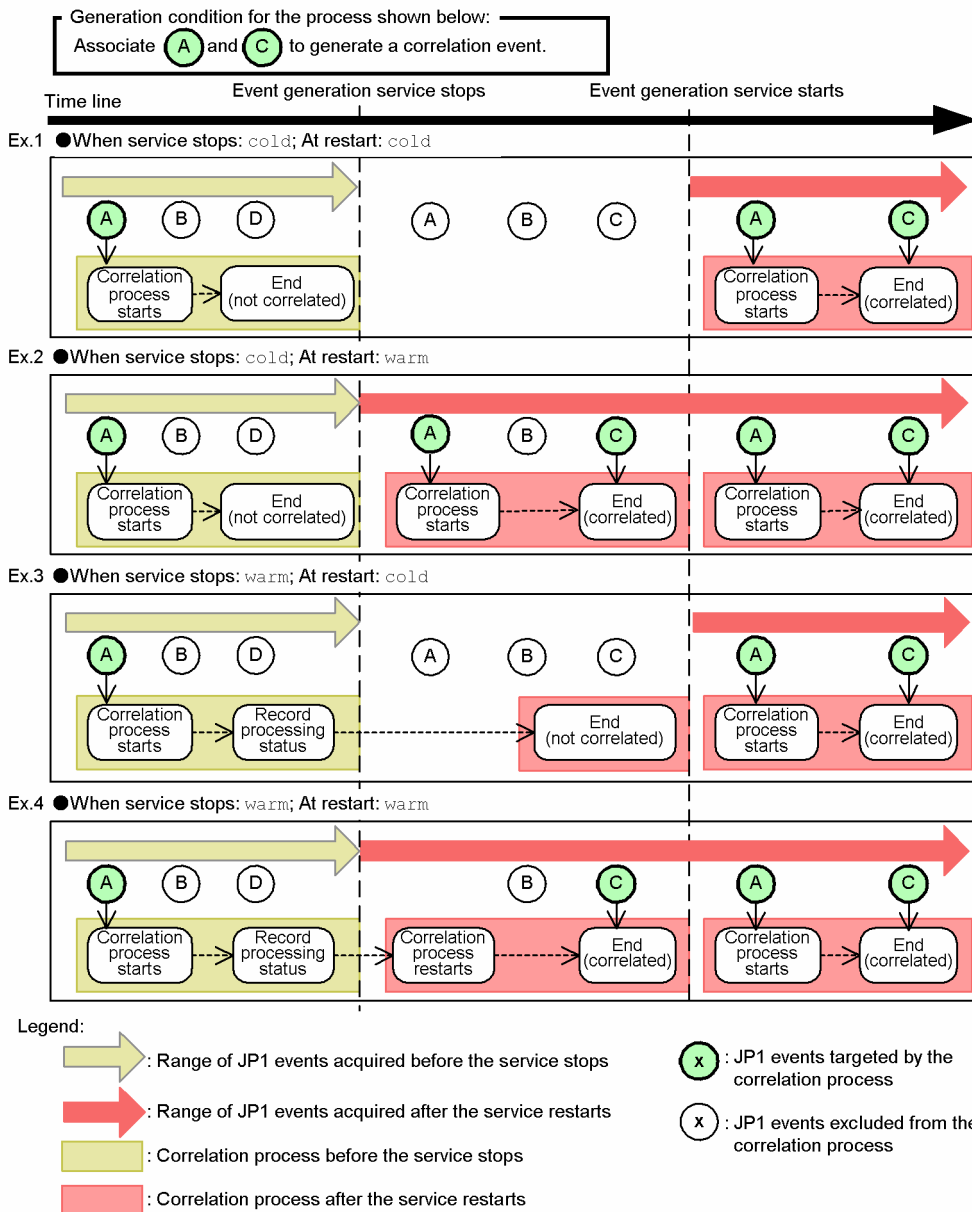 Generation condition for the process shown below:
Associate A and C to generate a correlation event.
Event generation service stops
Event generation service starts
Time line
Ex.1 ●When service stops: cold; At restart: cold
A B D A B C A C
Correlation process starts
End (not correlated)
Correlation process starts
End (correlated)
Ex.2 ●When service stops: cold; At restart: warm
A B D A B C A C
Correlation process starts
End (not correlated)
Correlation process starts
End (correlated)
Correlation process starts
End (correlated)
Ex.3 ●When service stops: warm; At restart: cold
A B D A B C A C
Correlation process starts
Record processing status
End (not correlated)
Correlation process starts
End (correlated)
Ex.4 ●When service stops: warm; At restart: warm
A B D B C A C
Correlation process starts
Record processing status
Correlation process restarts
End (correlated)
Correlation process starts
End (correlated)
Legend:
: Range of JP1 events acquired before the service stops
: Range of JP1 events acquired after the service restarts
: Correlation process before the service stops
: Correlation process after the service restarts
x : JP1 events targeted by the
correlation process
x : JP1 events excluded from the
correlation process